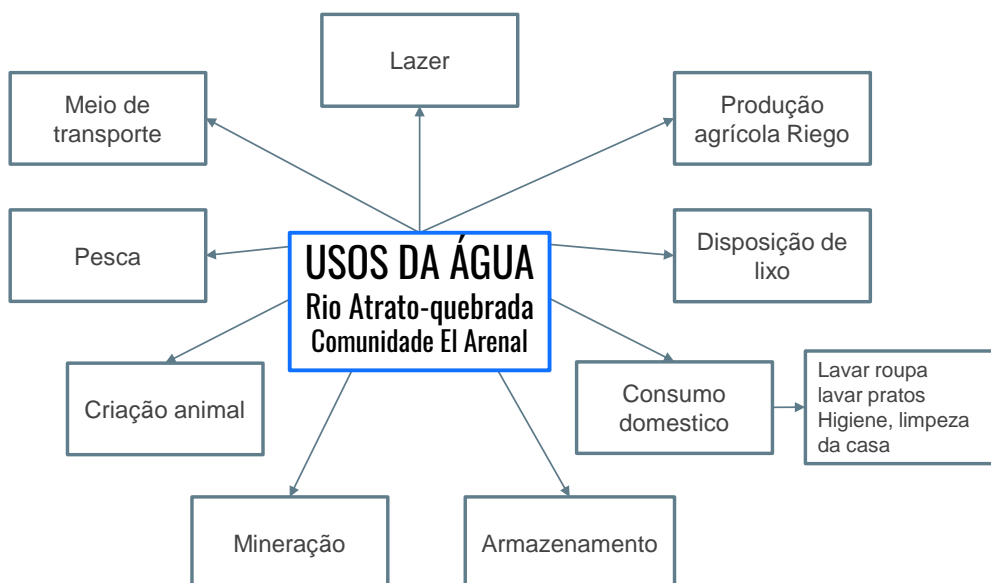 Lazer
Meio de
transporte
Produção
agrícola Riego
Pesca
USOS DA ÁGUA
Rio Atrato-quebrada
Comunidade El Arenal
Disposição de
lixo
Criação animal
Consumo
domestico
Lavar roupa
lavar pratos
Higiene, limpeza
da casa
Mineração
Armazenamento